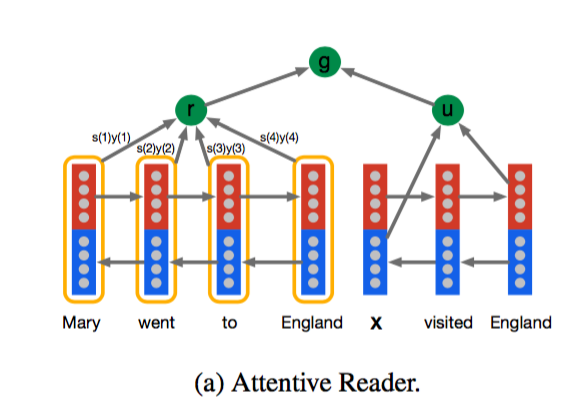 g
r
u
s(1)y(1)
s(2)y(2)
s(3)y(3)
s(4)y(4)
Mary went to England X visited England
(a) Attentive Reader.